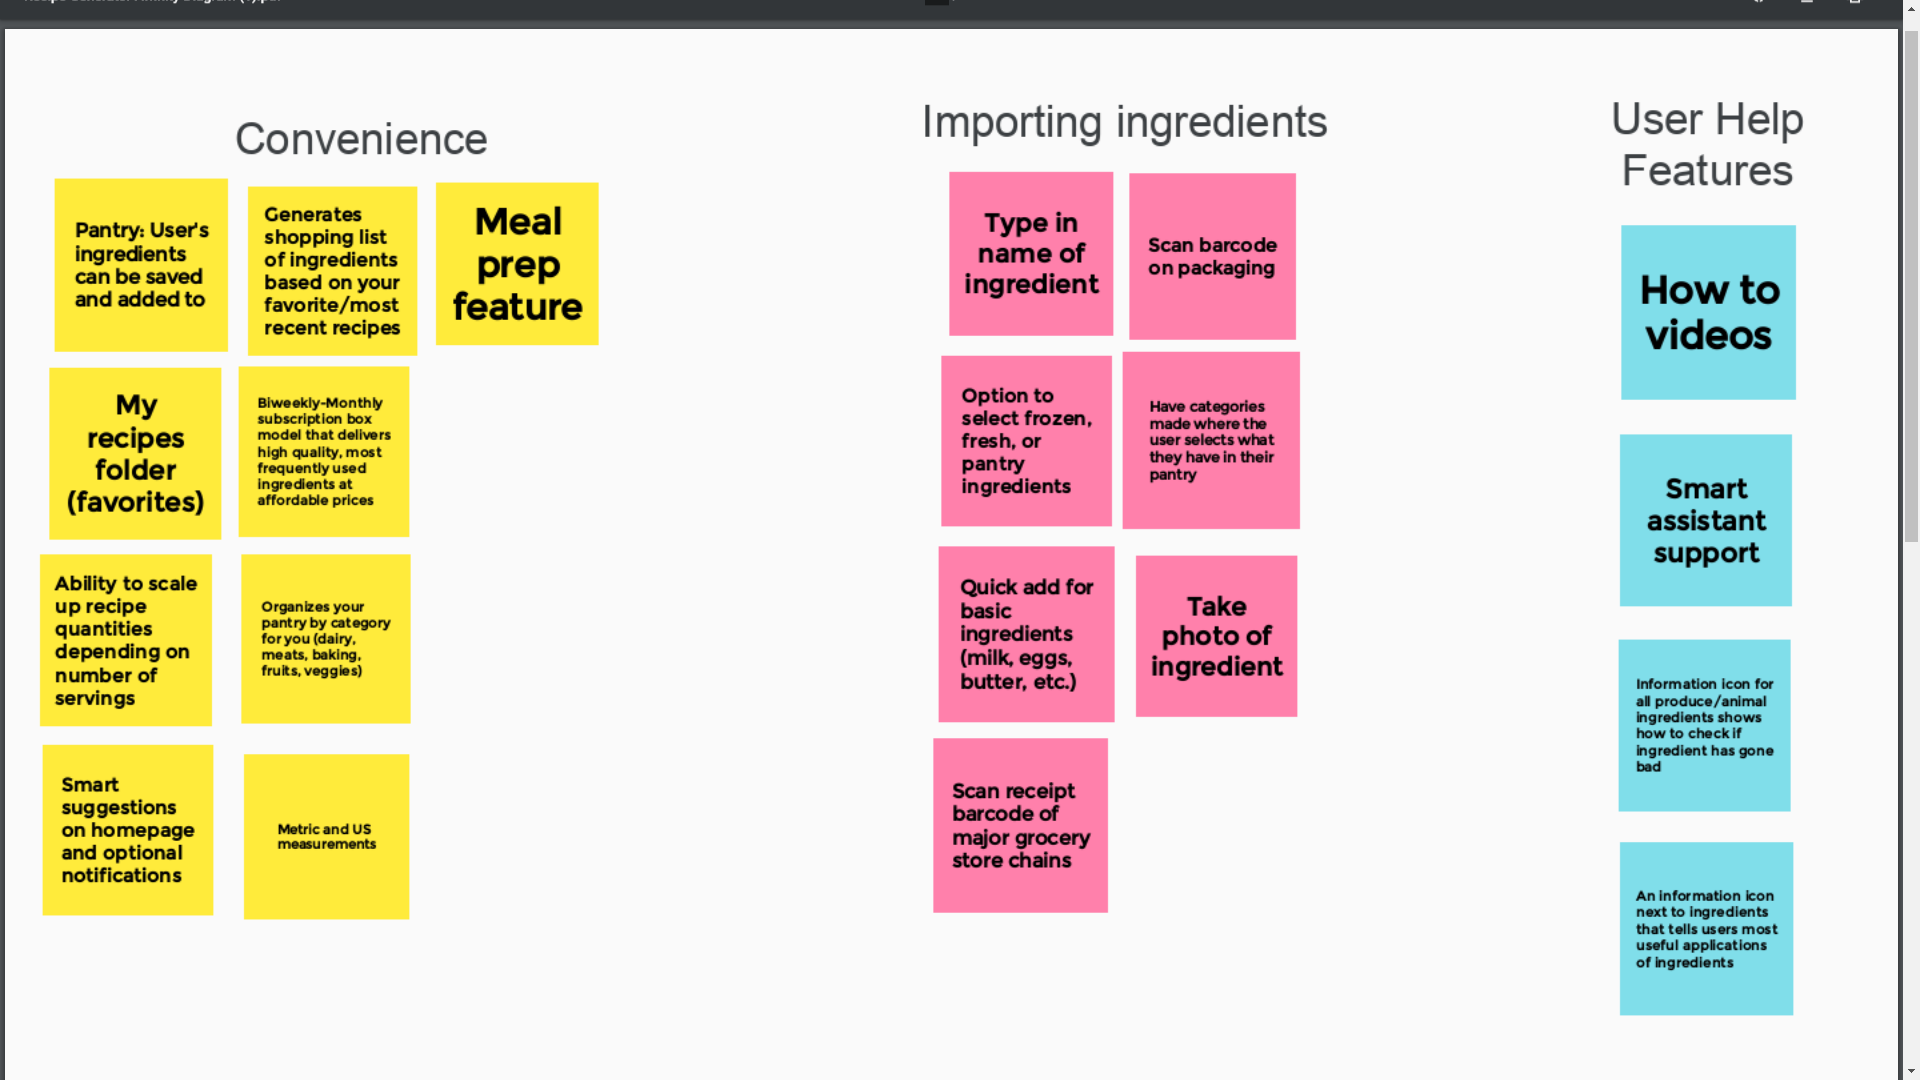 Convenience
Pantry: User's
ingredients
can be saved
and added to
Generates
shopping list
of ingredients
based on your
favorite/most
recent recipes
Meal
prep
feature
My
recipes
folder
(favorites)
Biweekly-Monthly
subscription box
model that delivers
high quality, most
frequently used
ingredients at
affordable prices
Ability to scale
up recipe
quantities
depending on
number of
servings
Organizes your
pantry by category
for you (dairy,
meats, baking,
fruits, veggies)
Smart
suggestions
on homepage
and optional
notifications
Metric and US
measurements
Importing ingredients
Type in
name of
ingredient
Scan barcode
on packaging
Option to
select frozen,
fresh, or
pantry
ingredients
Have categories
made where the
user selects what
they have in their
pantry
Quick add for
basic
ingredients
(milk, eggs,
butter, etc.)
Take
photo of
ingredient
Scan receipt
barcode of
major grocery
store chains
User Help
Features
How to
videos
Smart
assistant
support
Information icon for
all produce/animal
ingredients shows
how to check if
ingredient has gone
bad
An information icon
next to ingredients
that tells users most
useful applications
of ingredients